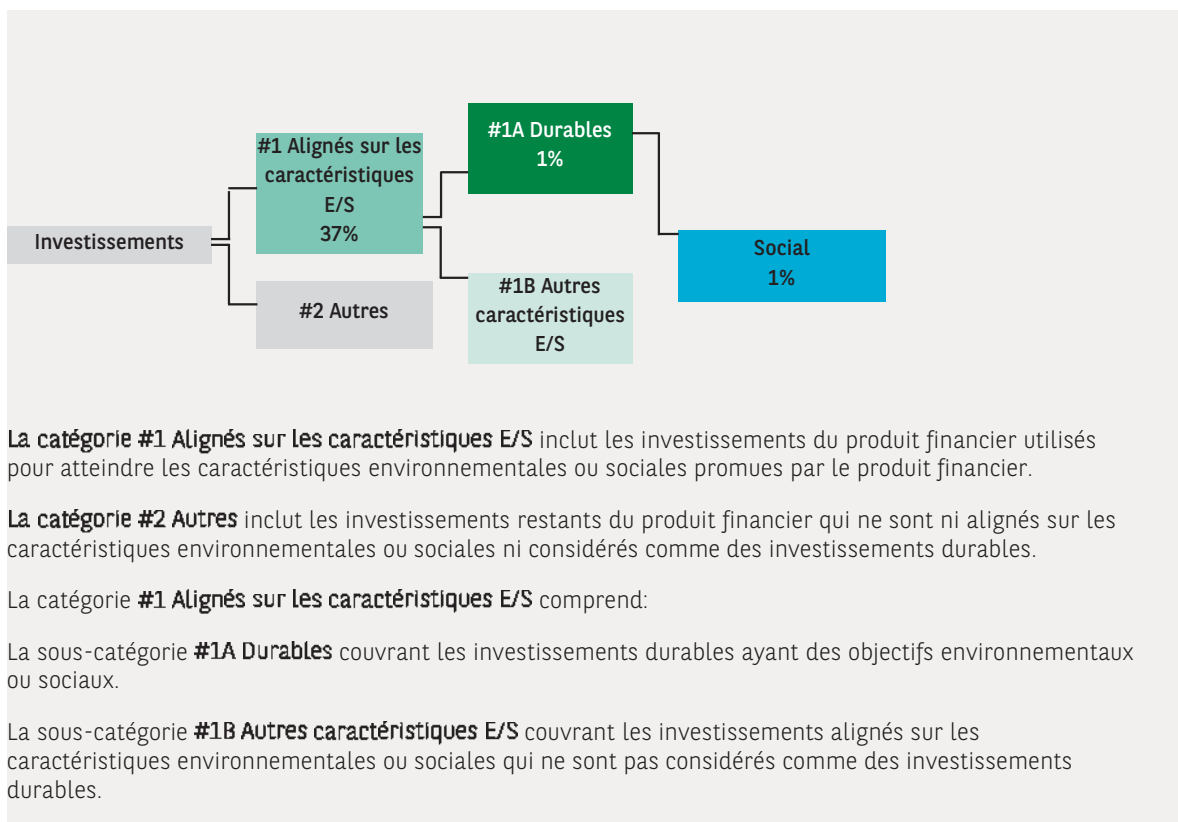 #1A Durables
1%
#1 Alignés sur les
caractéristiques
E/S
37%
Investissements
Social
1%
#2 Autres
#1B Autres
caractéristiques
E/S
La catégorie #1 Alignés sur les caractéristiques E/S inclut les investissements du produit financier utilisés
pour atteindre les caractéristiques environnementales ou sociales promues par le produit financier.
La catégorie #2 Autres inclut les investissements restants du produit financier qui ne sont ni alignés sur les
caractéristiques environnementales ou sociales ni considérés comme des investissements durables.
La catégorie #1 Alignés sur les caractéristiques E/S comprend:
La sous-catégorie #1A Durables couvrant les investissements durables ayant des objectifs environnementaux
ou sociaux.
La sous-catégorie #1B Autres caractéristiques E/S couvrant les investissements alignés sur les
caractéristiques environnementales ou sociales qui ne sont pas considérés comme des investissements
durables.